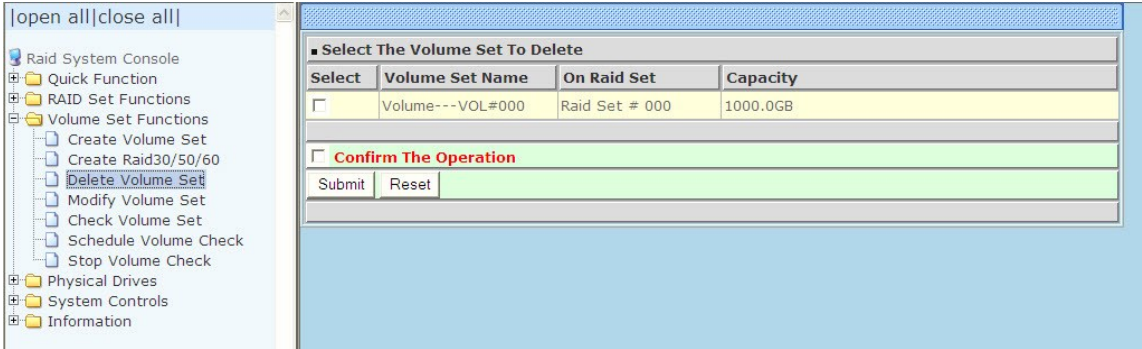 |open all|close all|
Raid System Console
Quick Function
RAID Set Functions
Volume Set Functions
Create Volume Set
Create Raid30/50/60
Delete Volume Set
Modify Volume Set
Check Volume Set
Schedule Volume Check
Stop Volume Check
Physical Drives
System Controls
Information
Select The Volume Set To Delete
Select Volume Set Name On Raid Set Capacity
Volume---VOL#000 Raid Set # 000 1000.0GB
Confirm The Operation
Submit Reset